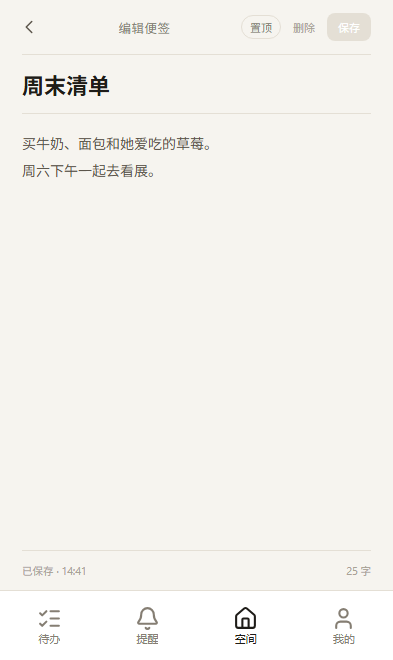 编辑便签
置顶
删除
保存
周末清单
买牛奶、面包和她爱吃的草莓。
周六下午一起去看展。
已保存 · 14:41
25 字
待办
提醒
空间
我的